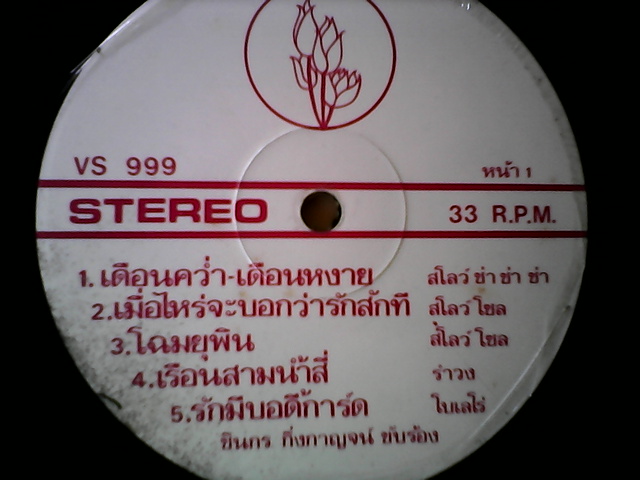 VS 999 หน้า 1
STEREO 33 R.P.M.
1. เดือนคว่ำ-เดือนหงาย สโลว์ ช่า ช่า ช่า
2. เมื่อไหร่จะบอกว่ารักสักที สโลว์ โซล
3. โฉมยุพิน สโลว์ โซล
4. เรือนสามน้ำสี่ รำวง
5. รักมีบอดี้การ์ด โบเลโร่
ชินกร กิ่งกาญจน์ ขับร้อง